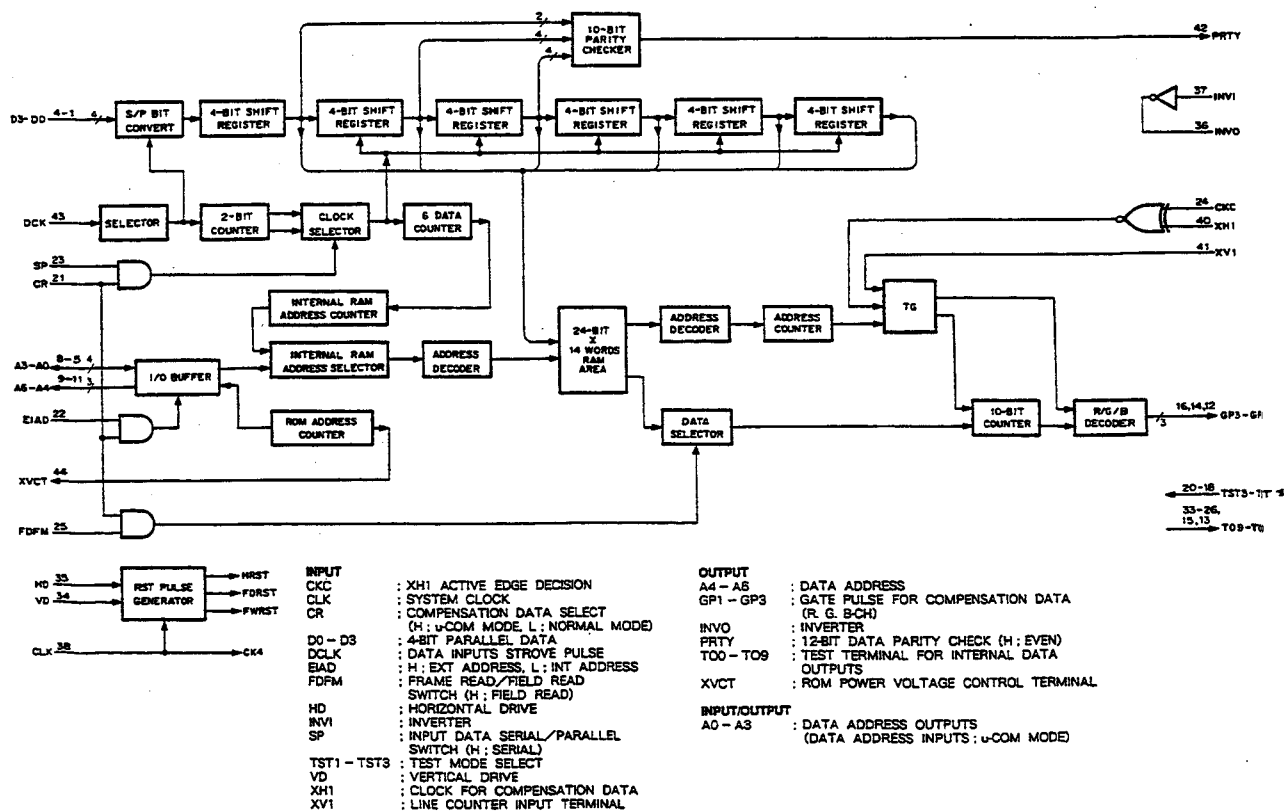 2
4
4
10-BIT
PARITY
CHECKER
42
PRTY
D3-D0
4-1
4
S/P BIT
CONVERT
4-BIT SHIFT
REGISTER
4-BIT SHIFT
REGISTER
4-BIT SHIFT
REGISTER
4-BIT SHIFT
REGISTER
4-BIT SHIFT
REGISTER
4-BIT SHIFT
REGISTER
37
INVI
36
INVO
DCK
43
SELECTOR
2-BIT
COUNTER
CLOCK
SELECTOR
6 DATA
COUNTER
24
CKC
40
XH1
41
XV1
SP
23
CR
21
INTERNAL RAM
ADDRESS COUNTER
INTERNAL RAM
ADDRESS SELECTOR
ADDRESS
DECODER
24-BIT
X
14 WORDS
RAM
AREA
ADDRESS
DECODER
ADDRESS
COUNTER
TG
A3-A0
8-5
4
A6-A4
9-11
3
I/O BUFFER
EIAD
22
ROM ADDRESS
COUNTER
DATA
SELECTOR
10-BIT
COUNTER
R/G/B
DECODER
16,14,12
3
XVCT
44
FDFM
25
20-18
33-26,
15,13
HD
35
VD
34
RST PULSE
GENERATOR
HRST
FDRST
FWRST
CLK
38
CK4
INPUT
CKC : XH1 ACTIVE EDGE DECISION
CLK : SYSTEM CLOCK
CR : COMPENSATION DATA SELECT
(H ; u-COM MODE, L ; NORMAL MODE)
D0 - D3 : 4-BIT PARALLEL DATA
DCLK : DATA INPUTS STROVE PULSE
EIAD : H ; EXT ADDRESS, L ; INT ADDRESS
FDFM : FRAME READ/FIELD READ
SWITCH (H ; FIELD READ)
HD : HORIZONTAL DRIVE
INVI : INVERTER
SP : INPUT DATA SERIAL/PARALLEL
SWITCH (H ; SERIAL)
TST1 - TST3 : TEST MODE SELECT
VD : VERTICAL DRIVE
XH1 : CLOCK FOR COMPENSATION DATA
XV1 : LINE COUNTER INPUT TERMINAL
OUTPUT
A4 - A6 : DATA ADDRESS
GP1 - GP3 : GATE PULSE FOR COMPENSATION DATA
(R. G. B-CH)
INVO : INVERTER
PRTY : 12-BIT DATA PARITY CHECK (H ; EVEN)
TO0 - TO9 : TEST TERMINAL FOR INTERNAL DATA
OUTPUTS
XVCT : ROM POWER VOLTAGE CONTROL TERMINAL
INPUT/OUTPUT
A0 - A3 : DATA ADDRESS OUTPUTS
(DATA ADDRESS INPUTS ; u-COM MODE)